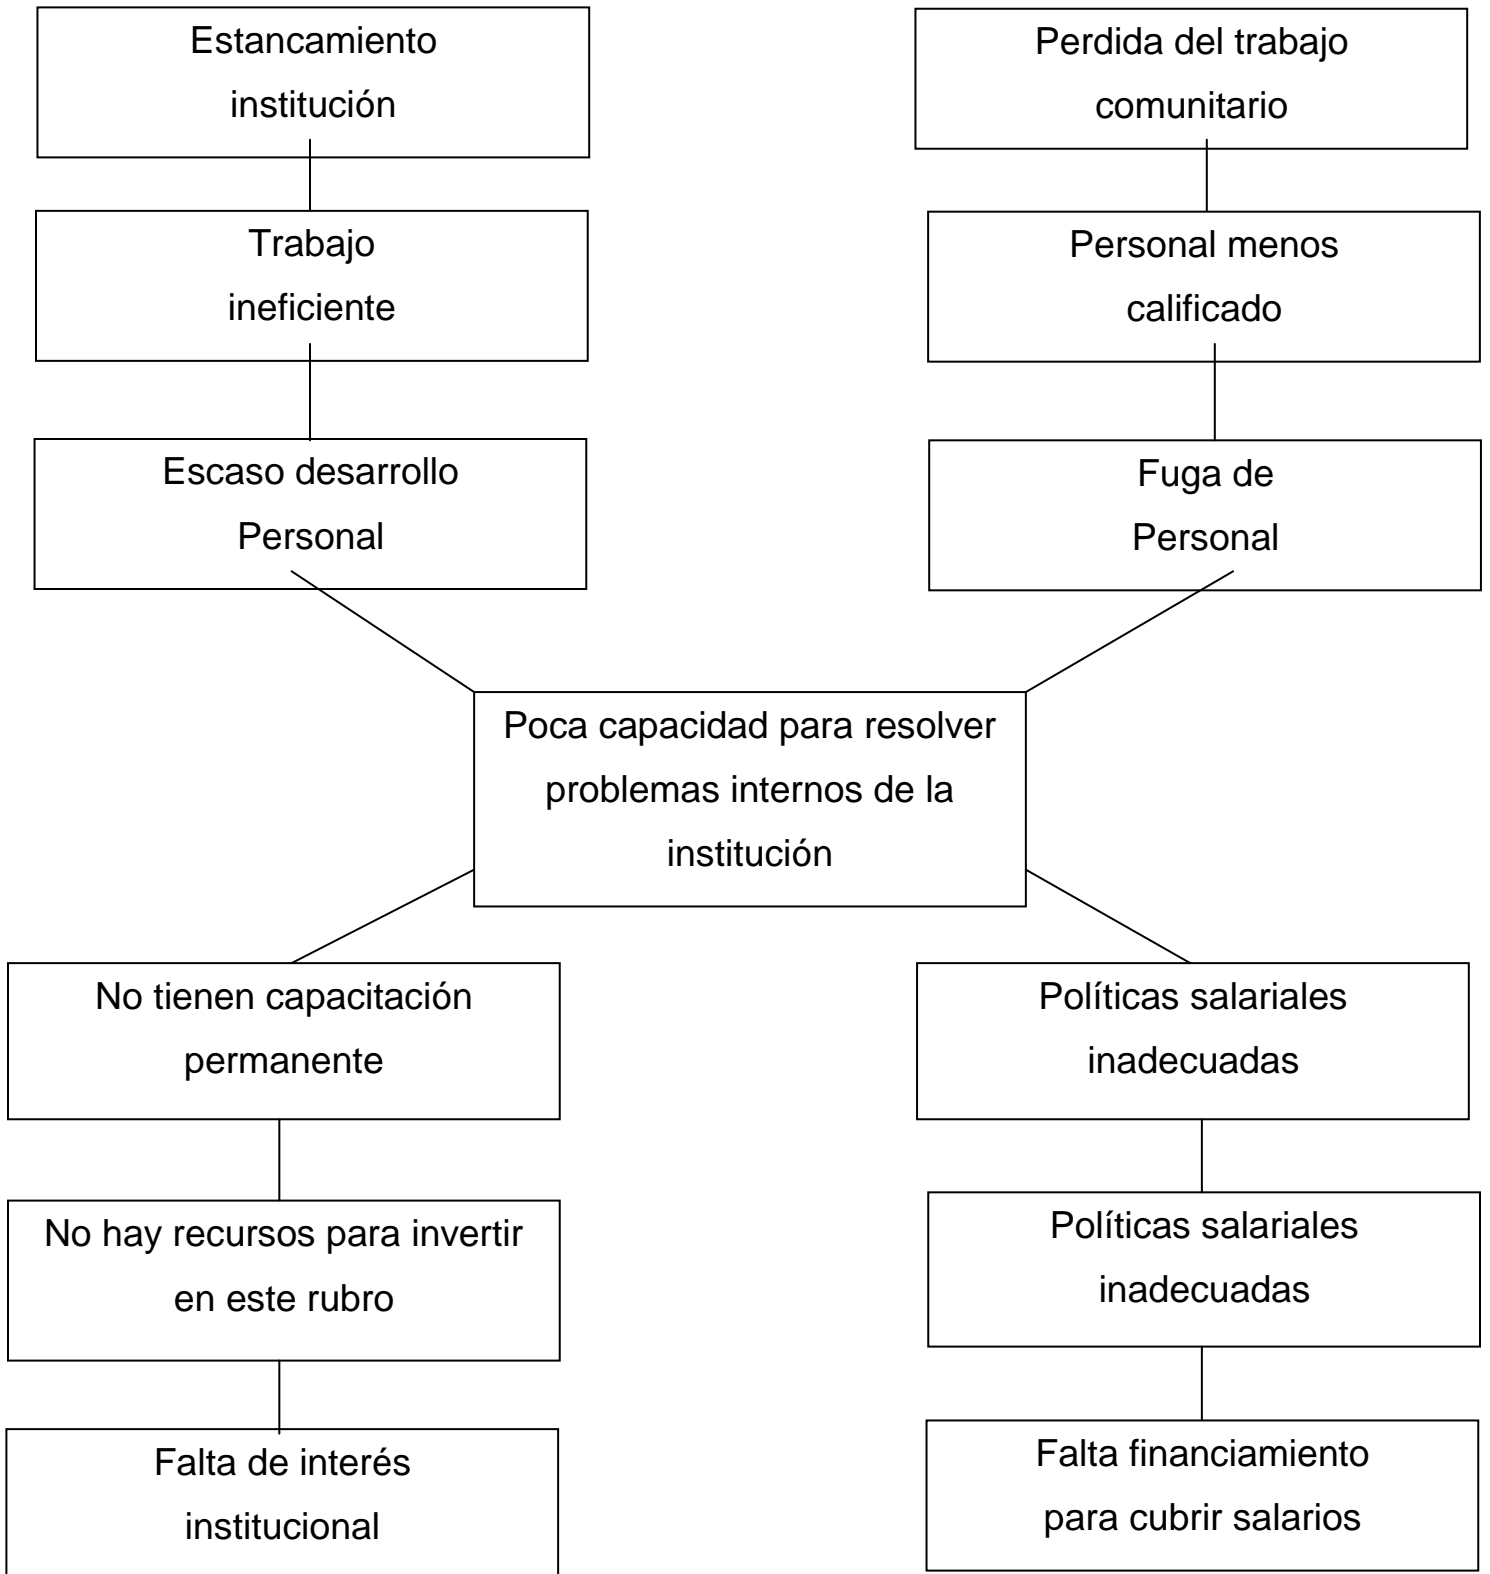 Estancamiento
institución
Perdida del trabajo
comunitario
Trabajo
ineficiente
Personal menos
calificado
Escaso desarrollo
Personal
Fuga de
Personal
Poca capacidad para resolver
problemas internos de la
institución
No tienen capacitación
permanente
Políticas salariales
inadecuadas
No hay recursos para invertir
en este rubro
Políticas salariales
inadecuadas
Falta de interés
institucional
Falta financiamiento
para cubrir salarios